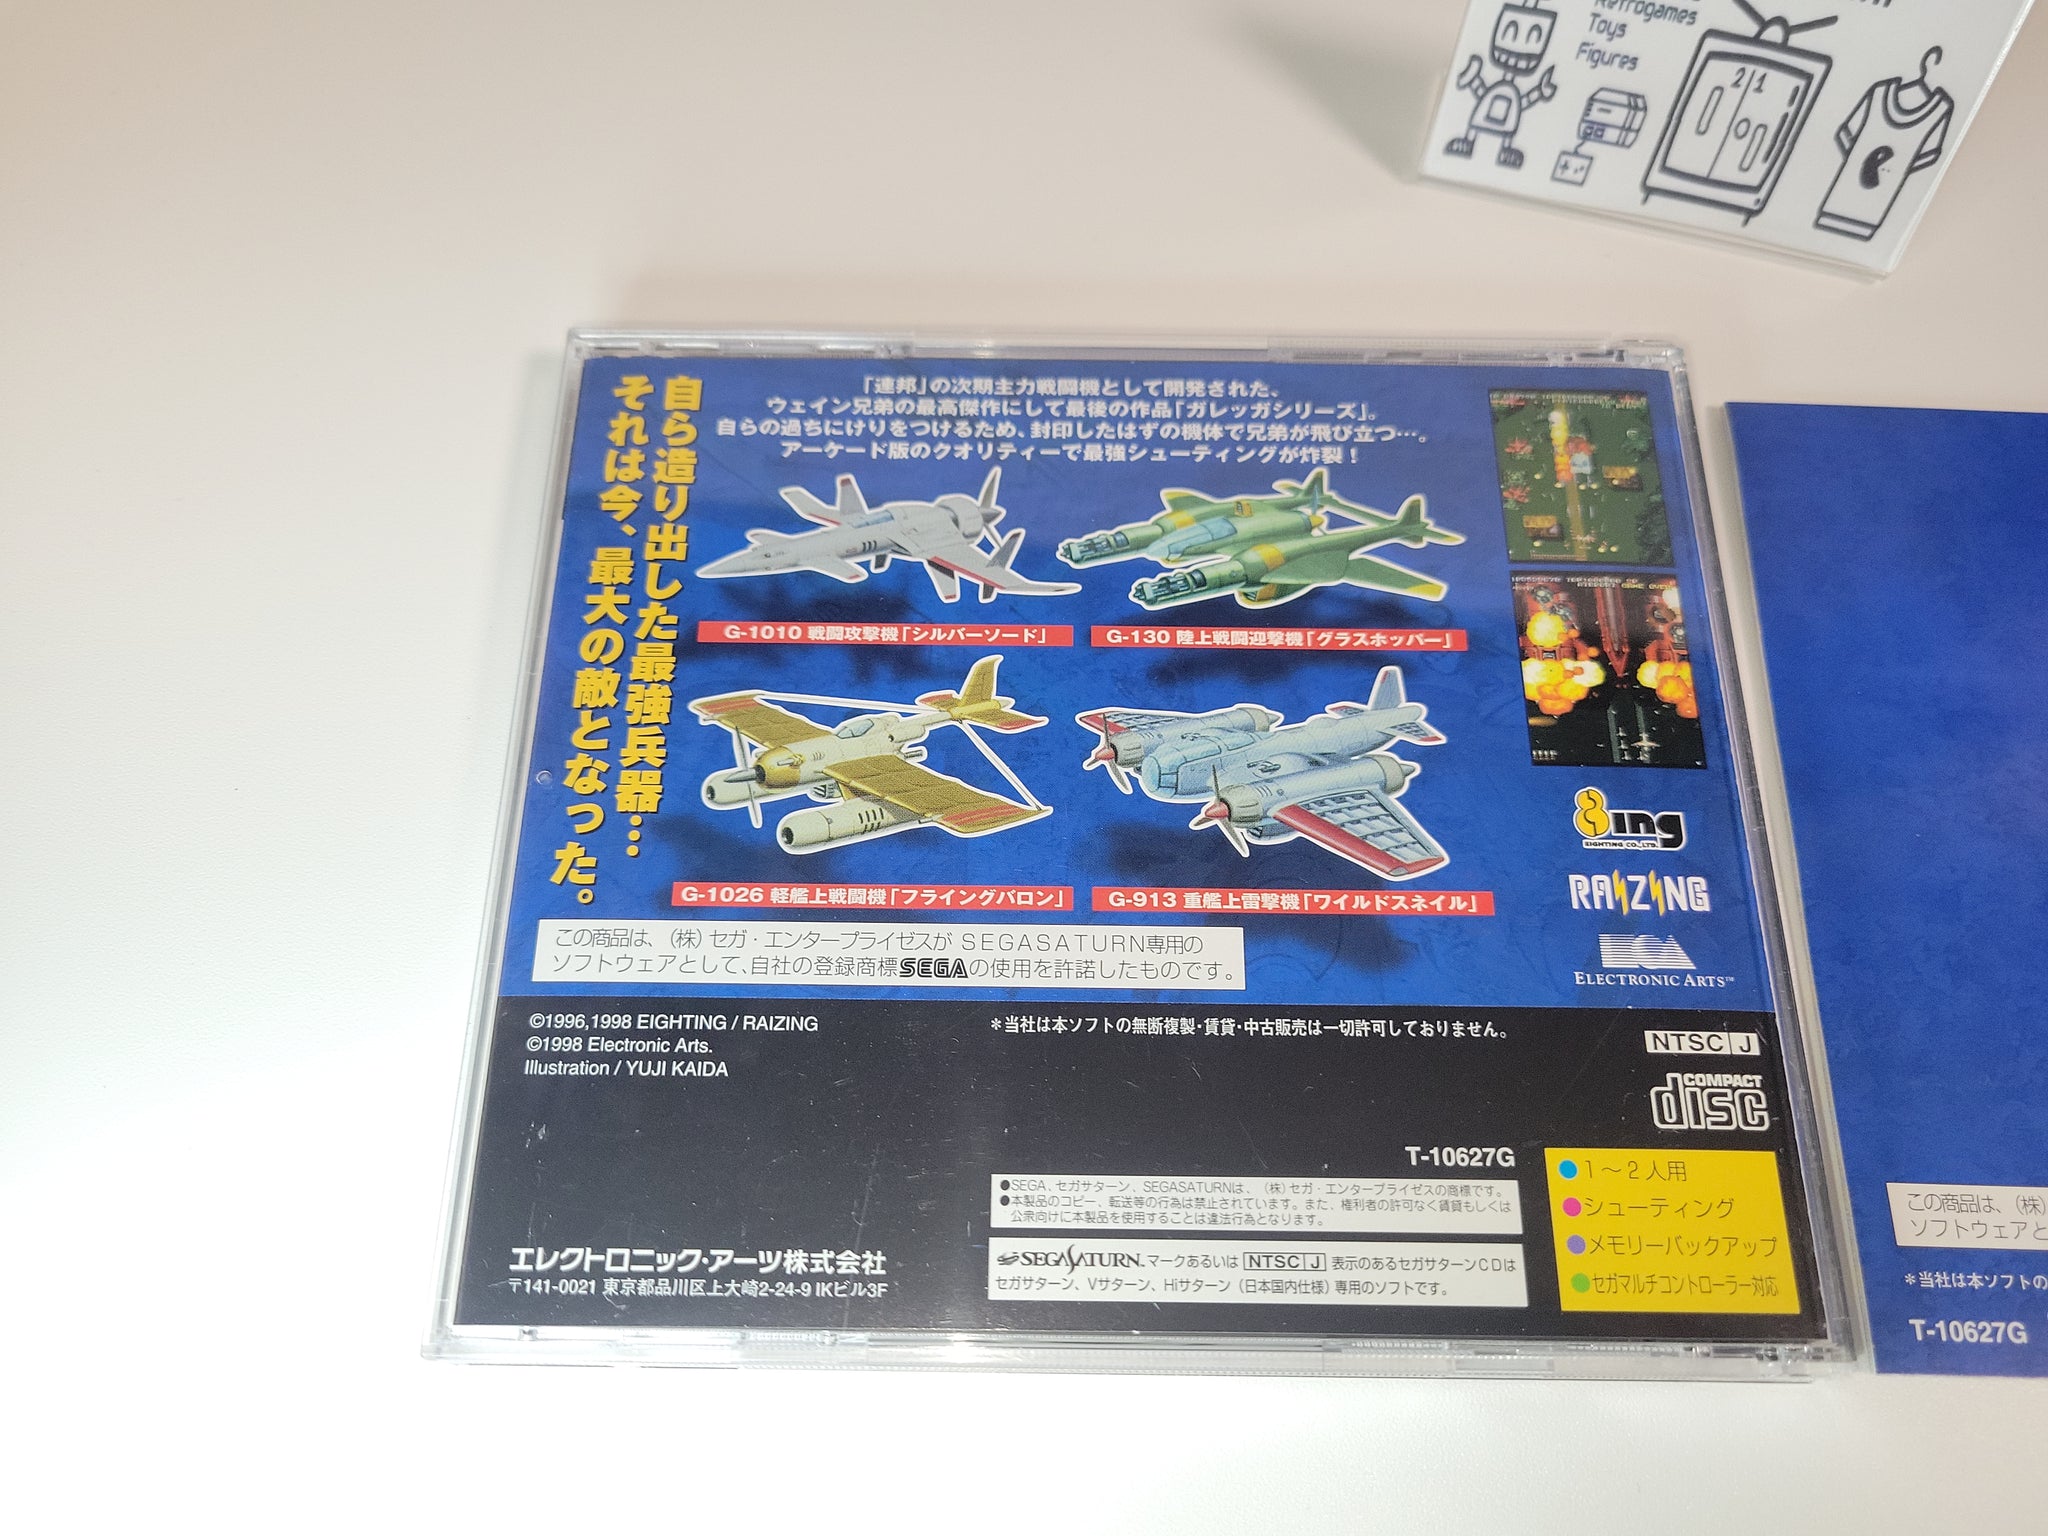 Retrogames
Toys
Figures
21
自ら造り出した最強兵器…
それは今、最大の敵となった。
「連邦」の次期主力戦闘機として開発された、
ウェイン兄弟の最高傑作にして最後の作品「ガレッガシリーズ」。
自らの過ちにけりをつけるため、封印したはずの機体で兄弟が飛び立つ…。
アーケード版のクオリティーで最強シューティングが炸裂！
G-1010 戦闘攻撃機「シルバーソード」
G-130 陸上戦闘迎撃機「グラスホッパー」
G-1026 軽艦上戦闘機「フライングバロン」
G-913 重艦上雷撃機「ワイルドスネイル」
8ing
EIGHTING CO.,LTD.
RAIZING
ELECTRONIC ARTS™
この商品は、（株）セガ・エンタープライゼスが SEGASATURN専用の
ソフトウェアとして、自社の登録商標SEGAの使用を許諾したものです。
©1996,1998 EIGHTING / RAIZING
©1998 Electronic Arts.
Illustration / YUJI KAIDA
＊当社は本ソフトの無断複製・賃貸・中古販売は一切許可しておりません。
NTSC J
COMPACT
disc
T-10627G
●SEGA、セガサターン、SEGASATURNは、（株）セガ・エンタープライゼスの商標です。
●本製品のコピー、転送等の行為は禁止されています。また、権利者の許可なく賃貸もしくは
公衆向けに本製品を使用することは違法行為となります。
SEGASATURN.マークあるいは NTSC J 表示のあるセガサターンCDは
セガサターン、Vサターン、Hiサターン（日本国内仕様）専用のソフトです。
1～2人用
シューティング
メモリーバックアップ
セガマルチコントローラー対応
エレクトロニック・アーツ株式会社
〒141-0021 東京都品川区上大崎2-24-9 IKビル3F
この商品は、（株）
ソフトウェアと
＊当社は本ソフトの
T-10627G